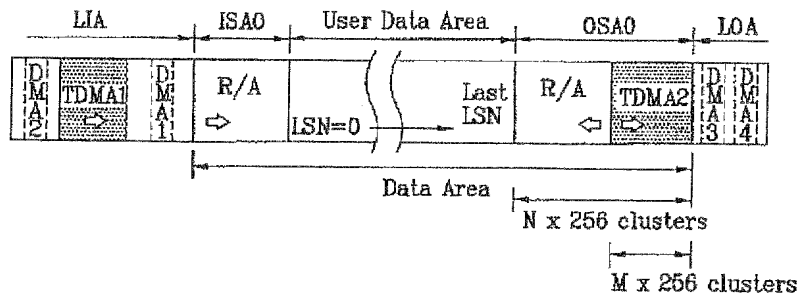 LIA ISA0 User Data Area OSA0 LOA
DMA2 TDMA1 DMA1 R/A LSN=0 Last LSN R/A TDMA2 DMA3 DMA4
Data Area
N x 256 clusters
M x 256 clusters